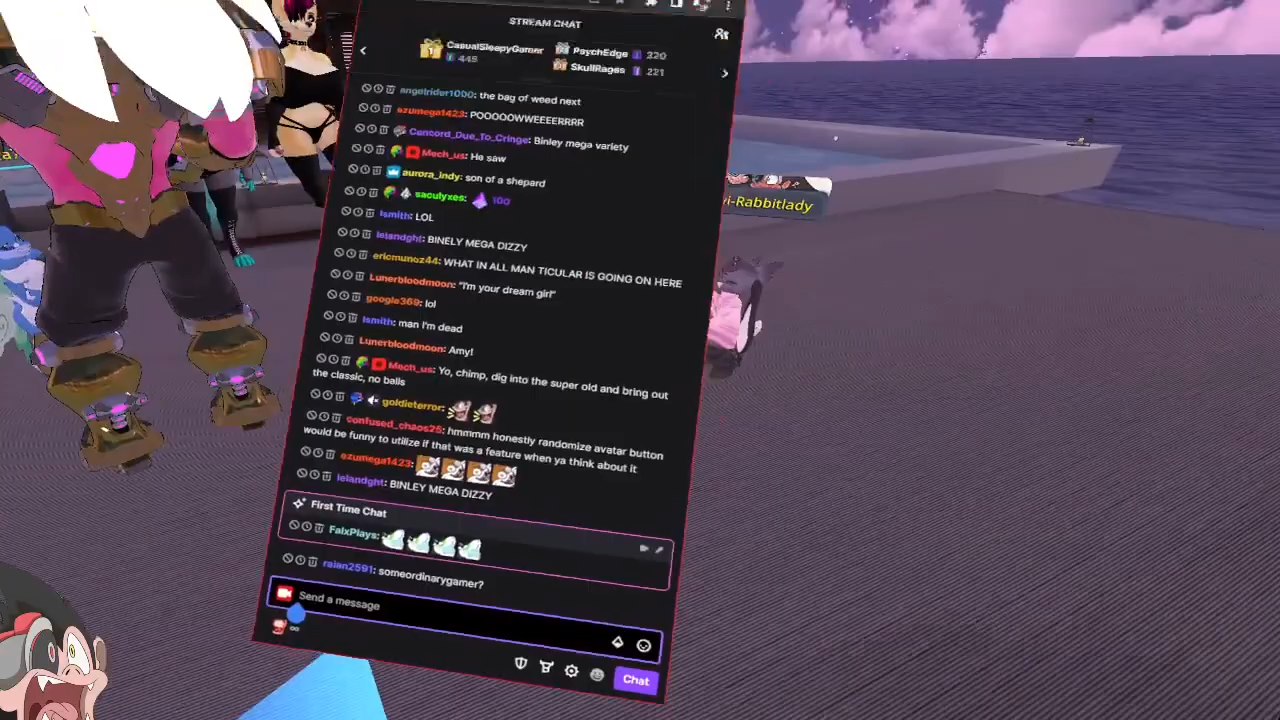 STREAM CHAT
CasualSleepyGamer
445
PsychEdge 220
SkullRages 221
angelrider1000: the bag of weed next
ezumega1423: POOOOOWWEEEERRRR
Concord_Due_To_Cringe: Binley mega variety
Mech_us: He saw
aurora_indy: son of a shepard
saculyxes: 100
lsmith: LOL
lelandght: BINELY MEGA DIZZY
ericmunoz44: WHAT IN ALL MAN TICULAR IS GOING ON HERE
Lunerbloodmoon: "I'm your dream girl"
google369: lol
lsmith: man I'm dead
Lunerbloodmoon: Amy!
Mech_us: Yo, chimp, dig into the super old and bring out
the classic, no balls
goldieterror:
confused_chaos25: hmmmm honestly randomize avatar button
would be funny to utilize if that was a feature when ya think about it
ezumega1423:
lelandght: BINLEY MEGA DIZZY
First Time Chat
FalxPlays:
raian2591: someordinarygamer?
Send a message
Chat
vi-Rabbitlady